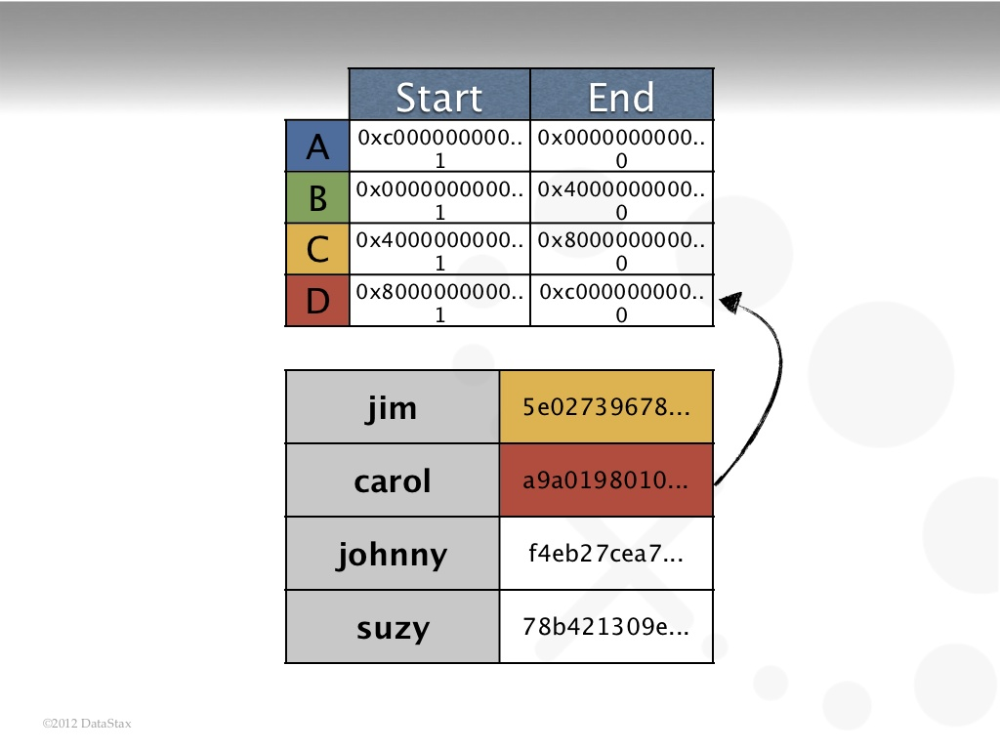 Start End
A 0xc000000000..1 0x0000000000..0
B 0x0000000000..1 0x4000000000..0
C 0x4000000000..1 0x8000000000..0
D 0x8000000000..1 0xc000000000..0
jim 5e02739678...
carol a9a0198010...
johnny f4eb27cea7...
suzy 78b421309e...
©2012 DataStax